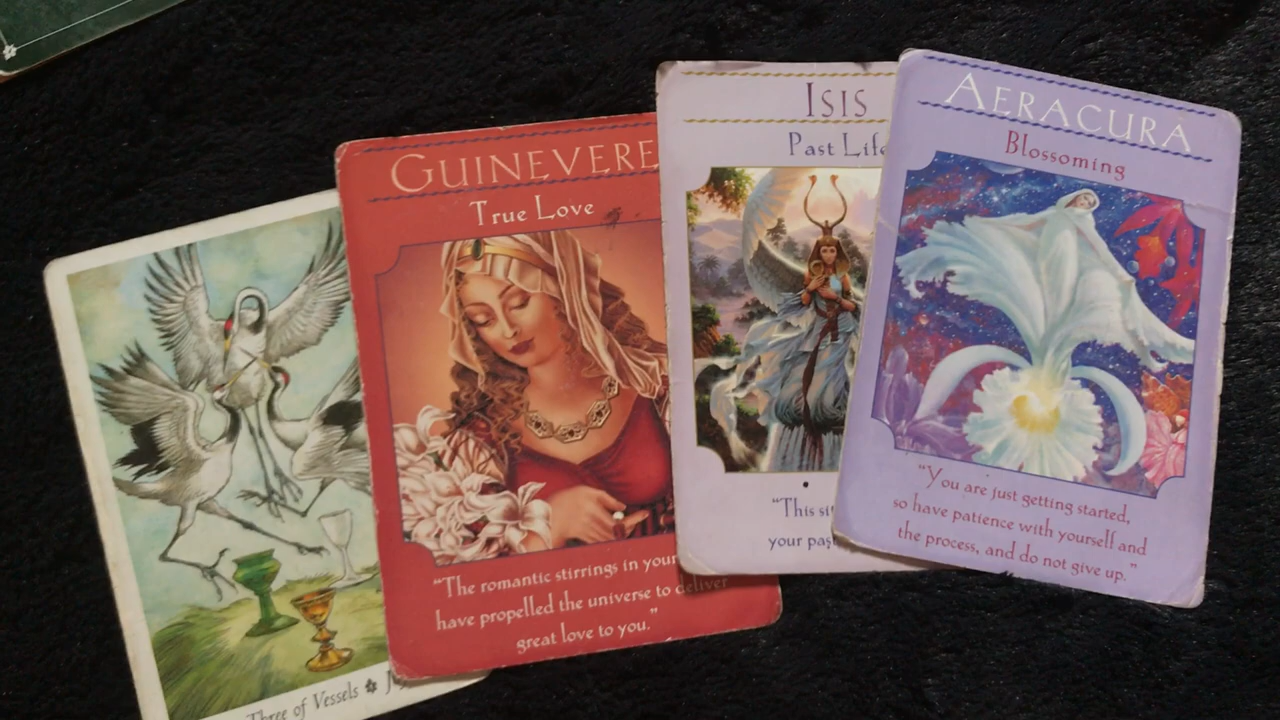 Three of Vessels
GUINEVERE
True Love
"The romantic stirrings in your
have propelled the universe to deliver
great love to you."
ISIS
Past Life
"This
your
AERACURA
Blossoming
"You are just getting started,
so have patience with yourself and
the process, and do not give up."